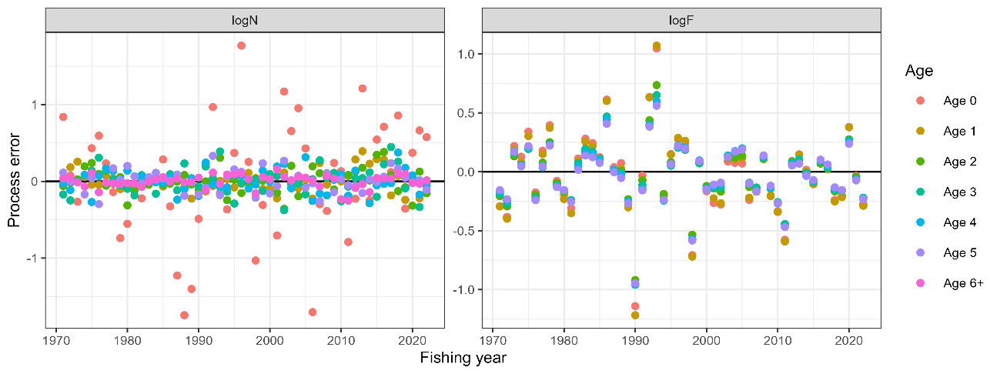 logN
logF
Process error
1
0
-1
1.0
0.5
0.0
-0.5
-1.0
1970 1980 1990 2000 2010 2020
1970 1980 1990 2000 2010 2020
Fishing year
Age
Age 0
Age 1
Age 2
Age 3
Age 4
Age 5
Age 6+